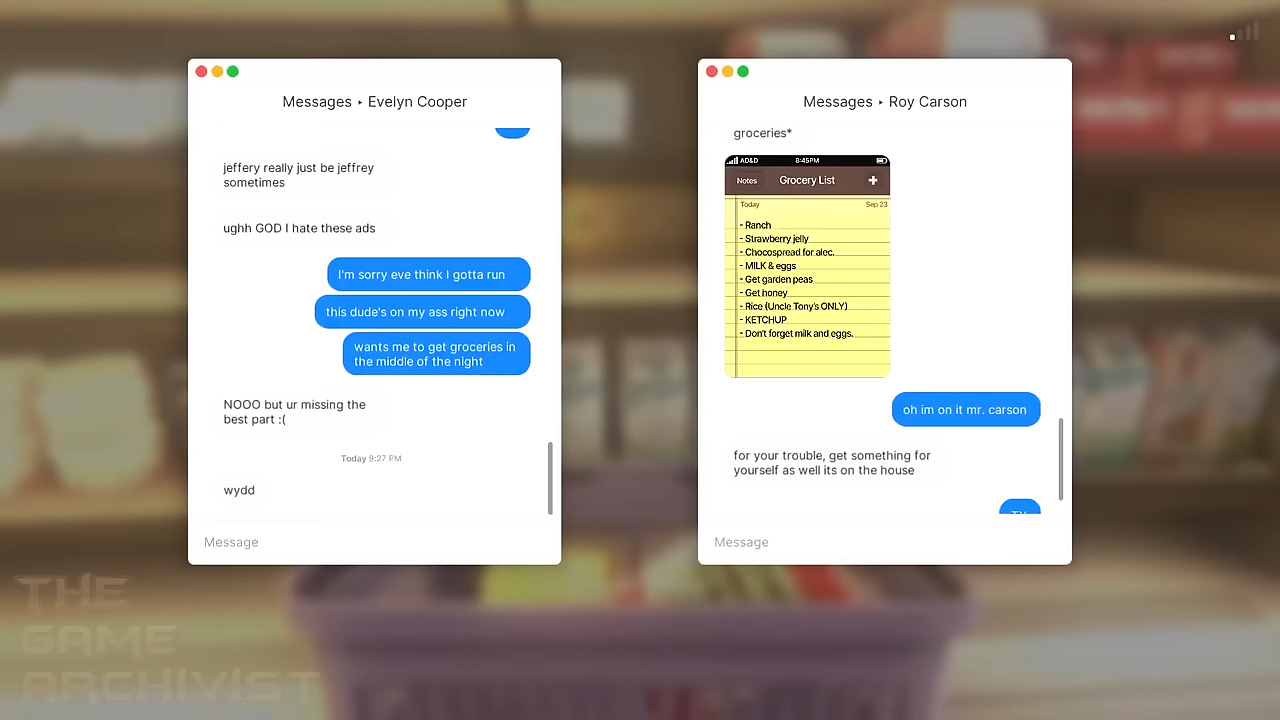 Messages ‣ Evelyn Cooper
jeffery really just be jeffrey
sometimes
ughh GOD I hate these ads
I'm sorry eve think I gotta run
this dude's on my ass right now
wants me to get groceries in
the middle of the night
NOOO but ur missing the
best part :(
Today 9:27 PM
wydd
Message
Messages ‣ Roy Carson
groceries*
AD&D 8:45PM
Notes Grocery List +
Today Sep 23
- Ranch
- Strawberry jelly
- Chocospread for alec.
- MILK & eggs
- Get garden peas
- Get honey
- Rice (Uncle Tony's ONLY)
- KETCHUP
- Don't forget milk and eggs.
oh im on it mr. carson
for your trouble, get something for
yourself as well its on the house
Message
THE
GAME
ARCHIVIST